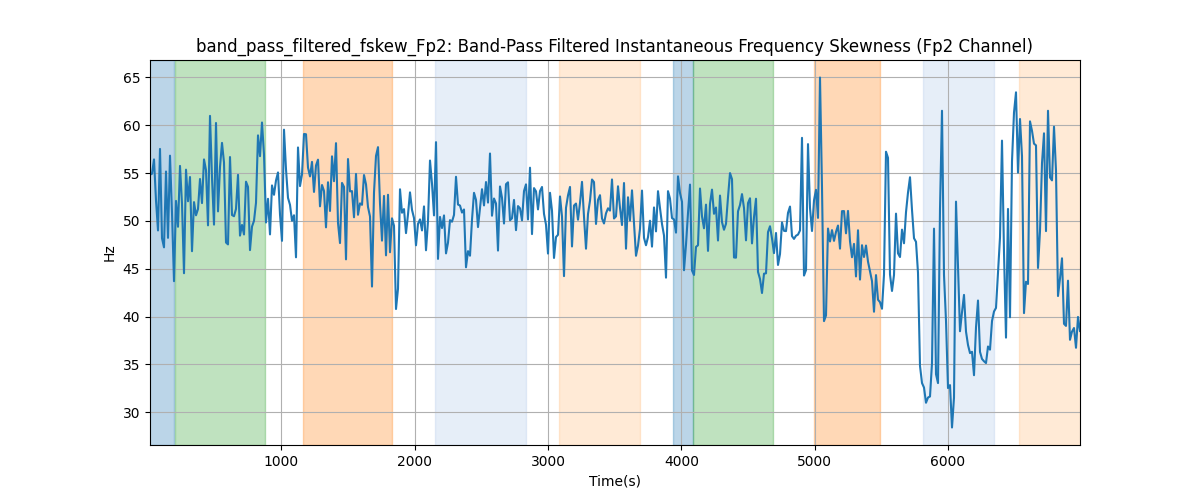 band_pass_filtered_fskew_Fp2: Band-Pass Filtered Instantaneous Frequency Skewness (Fp2 Channel)
65
60
55
50
45
40
35
30
Hz
1000 2000 3000 4000 5000 6000
Time(s)